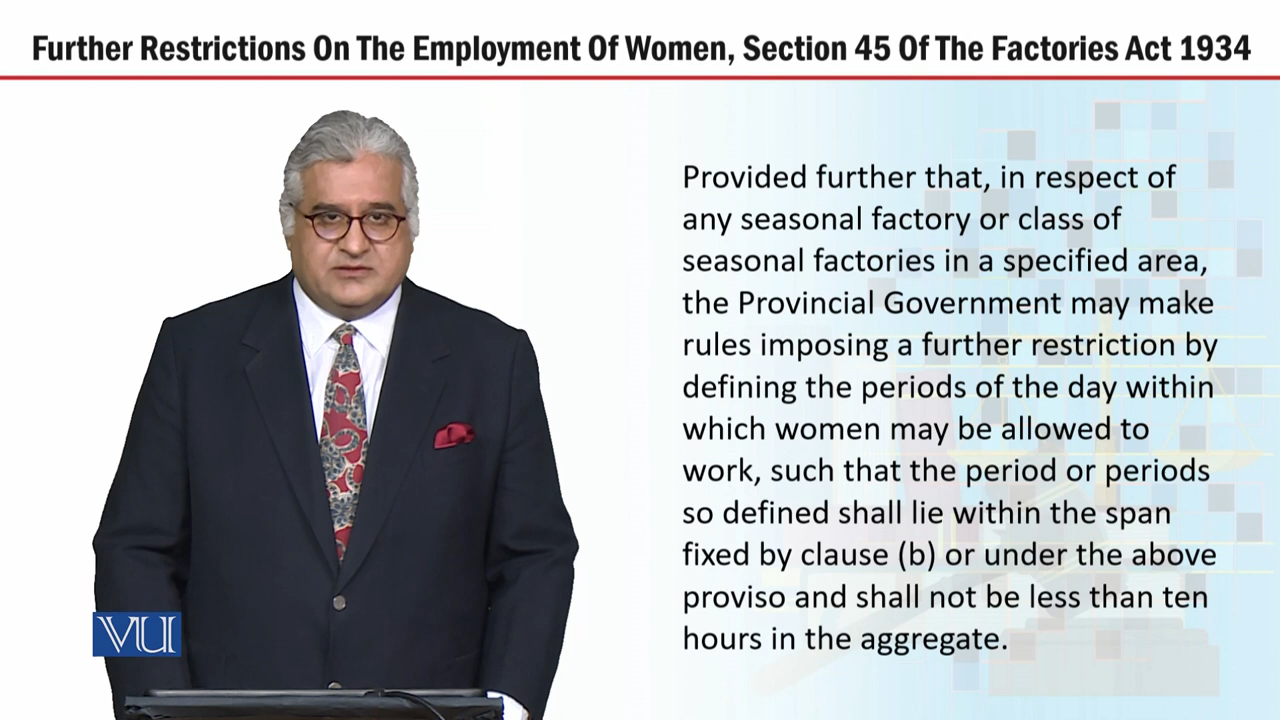 Further Restrictions On The Employment Of Women, Section 45 Of The Factories Act 1934
Provided further that, in respect of
any seasonal factory or class of
seasonal factories in a specified area,
the Provincial Government may make
rules imposing a further restriction by
defining the periods of the day within
which women may be allowed to
work, such that the period or periods
so defined shall lie within the span
fixed by clause (b) or under the above
proviso and shall not be less than ten
hours in the aggregate.
VU